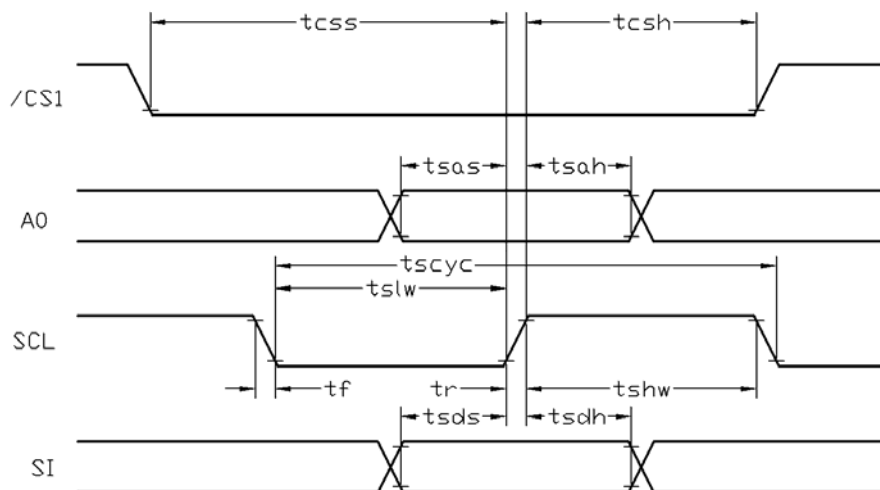 tcss tcsh
/CS1
tsas tsah
A0
tscyc
tslw
SCL
tf tr tshw
tsds tsdh
SI